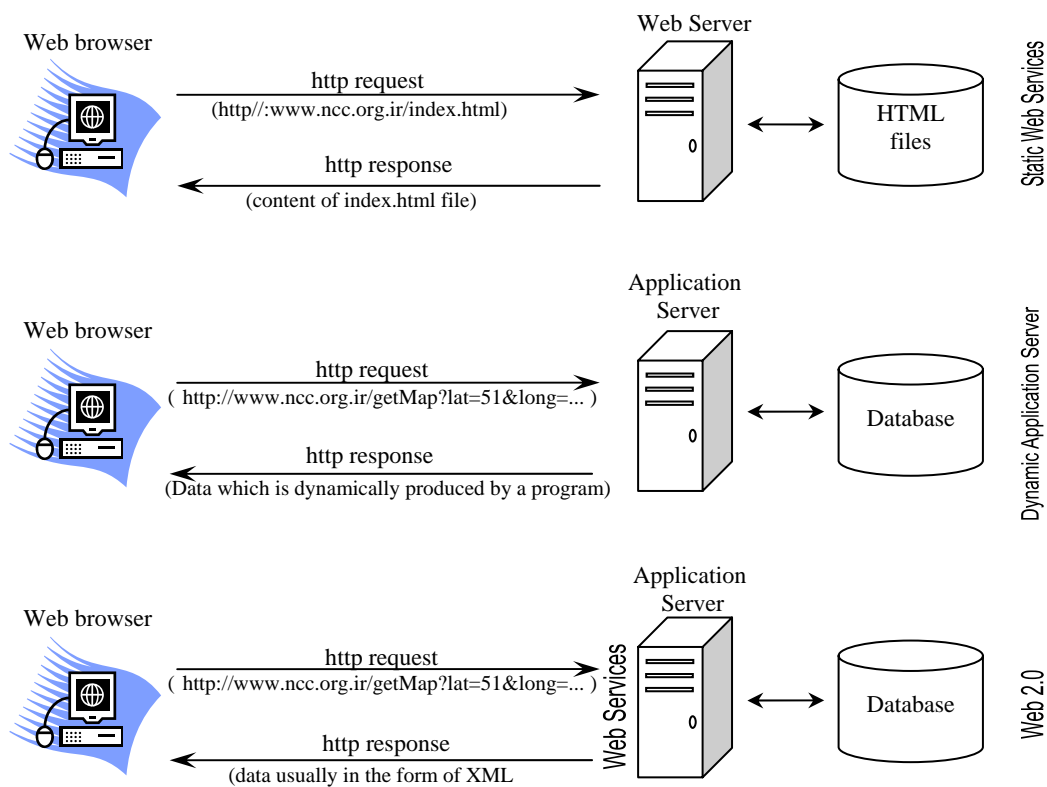 Web Server
Web browser
http request
(http//:www.ncc.org.ir/index.html)
http response
(content of index.html file)
HTML
files
Static Web Services
Application
Server
Web browser
http request
( http://www.ncc.org.ir/getMap?lat=51&long=... )
http response
(Data which is dynamically produced by a program)
Database
Dynamic Application Server
Application
Server
Web browser
http request
( http://www.ncc.org.ir/getMap?lat=51&long=... )
http response
(data usually in the form of XML
Web Services
Database
Web 2.0